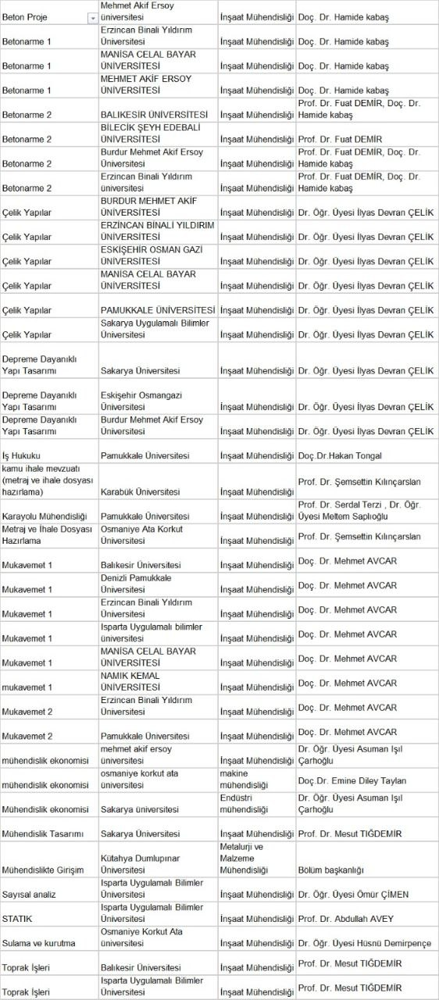 Beton Proje
Mehmet Akif Ersoy
üniversitesi
İnşaat Mühendisliği
Doç. Dr. Hamide kabaş
Betonarme 1
Erzincan Binali Yıldırım
Üniversitesi
İnşaat Mühendisliği
Doç. Dr. Hamide kabaş
Betonarme 1
MANİSA CELAL BAYAR
ÜNİVERSİTESİ
İnşaat Mühendisliği
Doç. Dr. Hamide kabaş
Betonarme 1
MEHMET AKİF ERSOY
ÜNİVERSİTESİ
İnşaat Mühendisliği
Doç. Dr. Hamide kabaş
Betonarme 2
BALIKESİR ÜNİVERSİTESİ
İnşaat Mühendisliği
Prof. Dr. Fuat DEMİR, Doç. Dr.
Hamide kabaş
Betonarme 2
BİLECİK ŞEYH EDEBALİ
ÜNİVERSİTESİ
İnşaat Mühendisliği
Prof. Dr. Fuat DEMİR
Betonarme 2
Burdur Mehmet Akif Ersoy
Üniversitesi
İnşaat Mühendisliği
Prof. Dr. Fuat DEMİR, Doç. Dr.
Hamide kabaş
Betonarme 2
Erzincan Binali Yıldırım
üniversitesi
İnşaat Mühendisliği
Prof. Dr. Fuat DEMİR, Doç. Dr.
Hamide kabaş
Çelik Yapılar
BURDUR MEHMET AKİF
ÜNİVERSİTESİ
İnşaat Mühendisliği
Dr. Öğr. Üyesi İlyas Devran ÇELİK
Çelik Yapılar
ERZİNCAN BİNALİ YILDIRIM
ÜNİVERSİTESİ
İnşaat Mühendisliği
Dr. Öğr. Üyesi İlyas Devran ÇELİK
Çelik Yapılar
ESKİŞEHİR OSMAN GAZİ
ÜNİVERSİTESİ
İnşaat Mühendisliği
Dr. Öğr. Üyesi İlyas Devran ÇELİK
Çelik Yapılar
MANİSA CELAL BAYAR
ÜNİVERSİTESİ
İnşaat Mühendisliği
Dr. Öğr. Üyesi İlyas Devran ÇELİK
Çelik Yapılar
PAMUKKALE ÜNİVERSİTESİ
İnşaat Mühendisliği
Dr. Öğr. Üyesi İlyas Devran ÇELİK
Çelik Yapılar
Sakarya Uygulamalı Bilimler
Üniversitesi
İnşaat Mühendisliği
Dr. Öğr. Üyesi İlyas Devran ÇELİK
Depreme Dayanıklı
Yapı Tasarımı
Sakarya Üniversitesi
İnşaat Mühendisliği
Dr. Öğr. Üyesi İlyas Devran ÇELİK
Depreme Dayanıklı
Yapı Tasarımı
Eskişehir Osmangazi
Üniversitesi
İnşaat Mühendisliği
Dr. Öğr. Üyesi İlyas Devran ÇELİK
Depreme Dayanıklı
Yapı Tasarımı
Burdur Mehmet Akif Ersoy
Üniversitesi
İnşaat Mühendisliği
Dr. Öğr. Üyesi İlyas Devran ÇELİK
İş Hukuku
Pamukkale Üniversitesi
İnşaat Mühendisliği
Doç.Dr.Hakan Tongal
kamu ihale mevzuatı
(metraj ve ihale dosyası
hazırlama)
Karabük Üniversitesi
İnşaat Mühendisliği
Prof. Dr. Şemsettin Kılınçarslan
Karayolu Mühendisliği
Pamukkale Üniversitesi
İnşaat Mühendisliği
Prof. Dr. Serdal Terzi , Dr. Öğr.
Üyesi Meltem Saplıoğlu
Metraj ve İhale Dosyası
Hazırlama
Osmaniye Ata Korkut
Üniversitesi
İnşaat Mühendisliği
Prof. Dr. Şemsettin Kılınçarslan
Mukavemet 1
Balıkesir Üniversitesi
İnşaat Mühendisliği
Doç. Dr. Mehmet AVCAR
Mukavemet 1
Denizli Pamukkale
Üniversitesi
İnşaat Mühendisliği
Doç. Dr. Mehmet AVCAR
Mukavemet 1
Erzincan Binali Yıldırım
Üniversitesi
İnşaat Mühendisliği
Doç. Dr. Mehmet AVCAR
Mukavemet 1
Isparta Uygulamalı bilimler
üniversitesi
İnşaat Mühendisliği
Doç. Dr. Mehmet AVCAR
Mukavemet 1
MANİSA CELAL BAYAR
ÜNİVERSİTESİ
İnşaat Mühendisliği
Doç. Dr. Mehmet AVCAR
mukavemet 1
NAMIK KEMAL
ÜNİVERSİTESİ
İnşaat Mühendisliği
Doç. Dr. Mehmet AVCAR
Mukavemet 2
Erzincan Binali Yıldırım
Üniversitesi
İnşaat Mühendisliği
Doç. Dr. Mehmet AVCAR
Mukavemet 2
Pamukkale Üniversitesi
İnşaat Mühendisliği
Doç. Dr. Mehmet AVCAR
mühendislik ekonomisi
mehmet akif ersoy
üniversitesi
İnşaat Mühendisliği
Dr. Öğr. Üyesi Asuman Işıl
Çarhoğlu
mühendislik ekonomisi
osmaniye korkut ata
üniversitesi
makine
mühendisliği
Doç.Dr. Emine Diley Taylan
Mühendislik ekonomisi
Sakarya üniversitesi
Endüstri
mühendisliği
Dr. Öğr. Üyesi Asuman Işıl
Çarhoğlu
Mühendislik Tasarımı
Sakarya Üniversitesi
İnşaat Mühendisliği
Prof. Dr. Mesut TIĞDEMİR
Mühendislikte Girişim
Kütahya Dumlupınar
Üniversitesi
Metalurji ve
Malzeme
Mühendisliği
Bölüm başkanlığı
Sayısal analiz
Isparta Uygulamalı Bilimler
Üniversitesi
İnşaat Mühendisliği
Dr. Öğr. Üyesi Ömür ÇİMEN
STATIK
Isparta Uygulamalı Bilimler
Üniversitesi
İnşaat Mühendisliği
Prof. Dr. Abdullah AVEY
Sulama ve kurutma
Osmaniye Korkut Ata
üniversitesi
İnşaat Mühendisliği
Dr. Öğr. Üyesi Hüsnü Demirpençe
Toprak İşleri
Balıkesir Üniversitesi
İnşaat Mühendisliği
Prof. Dr. Mesut TIĞDEMİR
Toprak İşleri
Isparta Uygulamalı Bilimler
Üniversitesi
İnşaat Mühendisliği
Prof. Dr. Mesut TIĞDEMİR